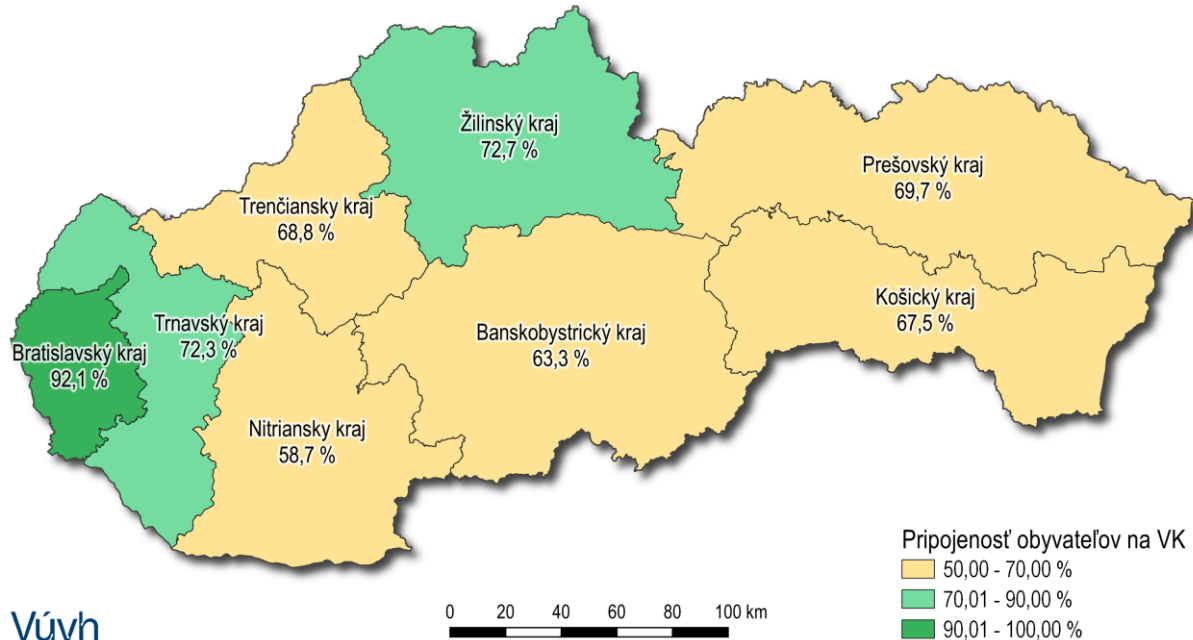 Žilinský kraj
72,7 %
Prešovský kraj
69,7 %
Trenčiansky kraj
68,8 %
Košický kraj
67,5 %
Trnavský kraj
72,3 %
Banskobystrický kraj
63,3 %
Bratislavský kraj
92,1 %
Nitriansky kraj
58,7 %
Pripojenosť obyvateľov na VK
50,00 - 70,00 %
70,01 - 90,00 %
90,01 - 100,00 %
0 20 40 60 80 100 km
Vúvh